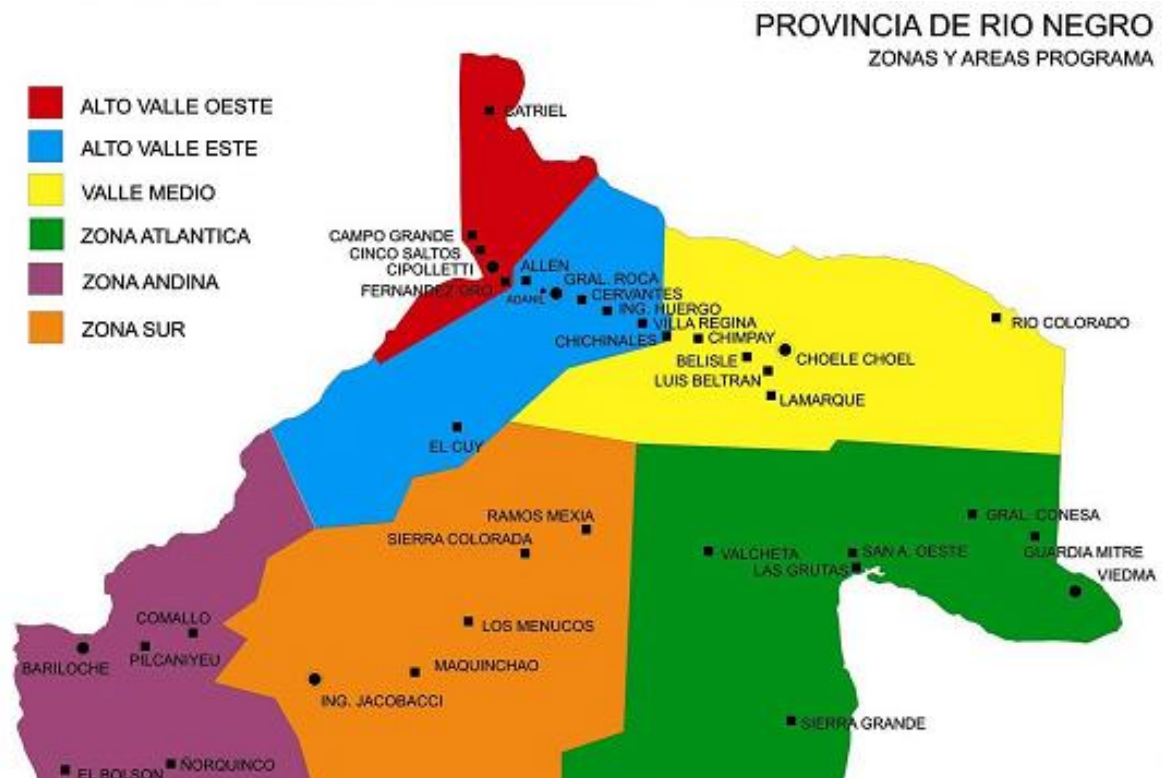 PROVINCIA DE RIO NEGRO
ZONAS Y AREAS PROGRAMA
ALTO VALLE OESTE
ALTO VALLE ESTE
VALLE MEDIO
ZONA ATLANTICA
ZONA ANDINA
ZONA SUR
CATRIEL
CAMPO GRANDE
CINCO SALTOS
CIPOLLETTI
ALLEN
FERNANDEZ ORO
GRAL. ROCA
CERVANTES
ING. HUERGO
VILLA REGINA
CHICHINALES
CHIMPAY
RIO COLORADO
BELISLE
CHOELE CHOEL
LUIS BELTRAN
LAMARQUE
EL CUY
RAMOS MEXIA
SIERRA COLORADA
GRAL. CONESA
VALCHETA
SAN A. OESTE
GUARDIA MITRE
LAS GRUTAS
VIEDMA
COMALLO
LOS MENUCOS
BARILOCHE
PILCANIYEU
MAQUINCHAO
ING. JACOBACCI
SIERRA GRANDE
ÑORQUINCO
EL BOLSON